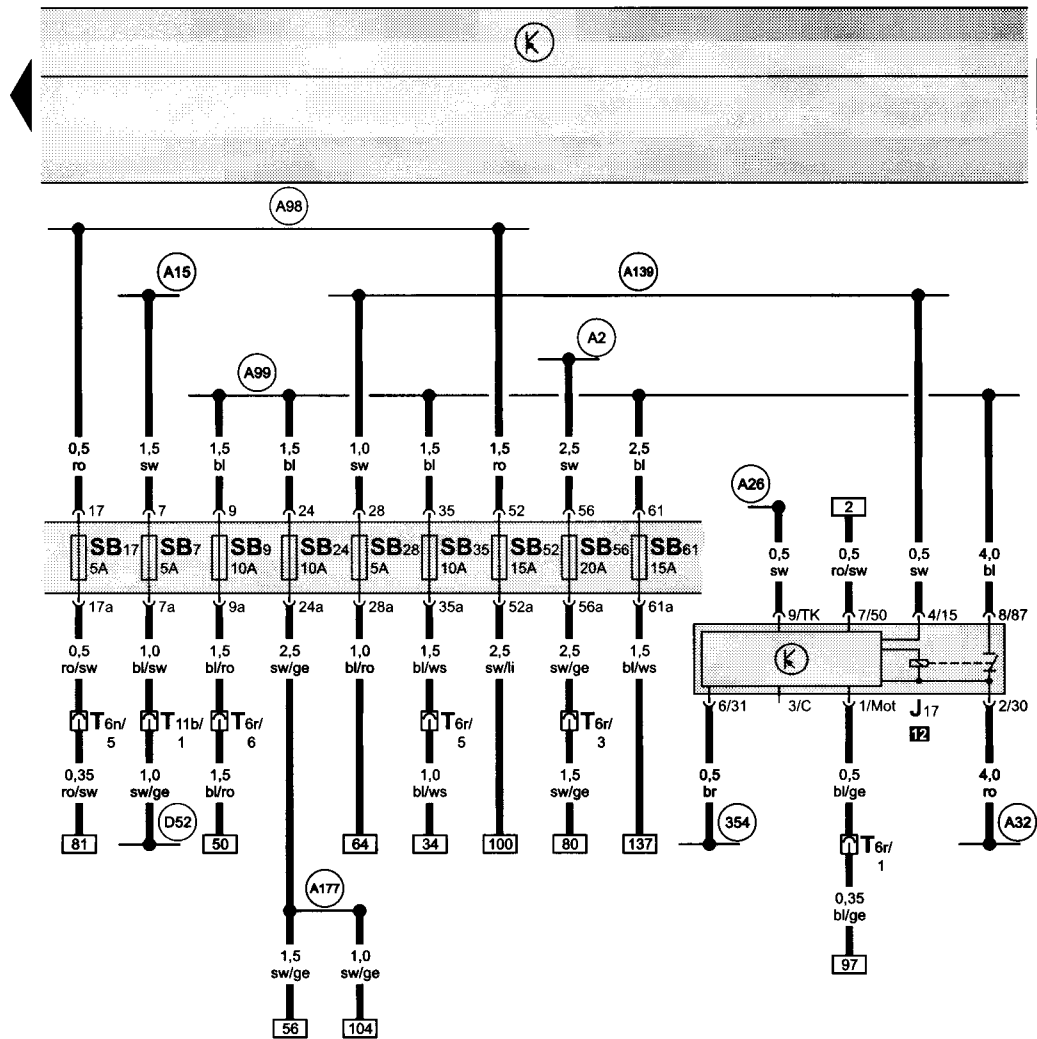 A98
A15
A139
A2
A99
0,5 1,5 1,5 1,5 1,0 1,5 1,5 2,5 2,5
ro sw bl bl sw bl ro sw bl
A26
2
17 7 9 24 28 35 52 56 61
0,5 0,5 0,5 4,0
sw ro/sw sw bl
SB17 SB7 SB9 SB24 SB28 SB35 SB52 SB56 SB61
5A 5A 10A 10A 5A 10A 15A 20A 15A
17a 7a 9a 24a 28a 35a 52a 56a 61a
9/TK 7/50 4/15 8/87
0,5 1,0 1,5 2,5 1,0 1,5 2,5 2,5 1,5
ro/sw bl/sw bl/ro sw/ge bl/ro bl/ws sw/li sw/ge bl/ws
6/31 3/C 1/Mot J17 2/30
12
T6n/ T11b/ T6r/ T6r/ T6r/
5 1 6 5 3
0,35 1,0 1,5 1,0 1,5
ro/sw sw/ge bl/ro bl/ws sw/ge
0,5 0,5 4,0
br bl/ge ro
D52
354
A32
81 50 64 34 100 80 137
T6r/
1
A177
0,35
bl/ge
1,5 1,0
sw/ge sw/ge
97
56 104